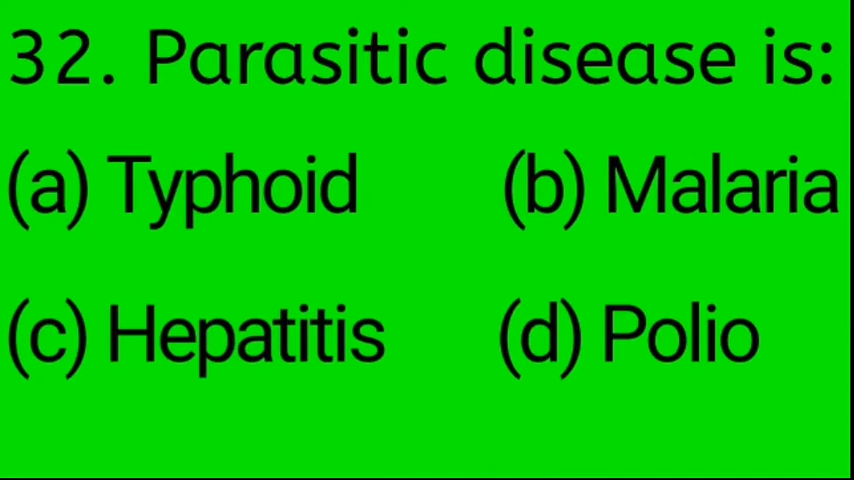 32. Parasitic disease is:
(a) Typhoid (b) Malaria
(c) Hepatitis (d) Polio